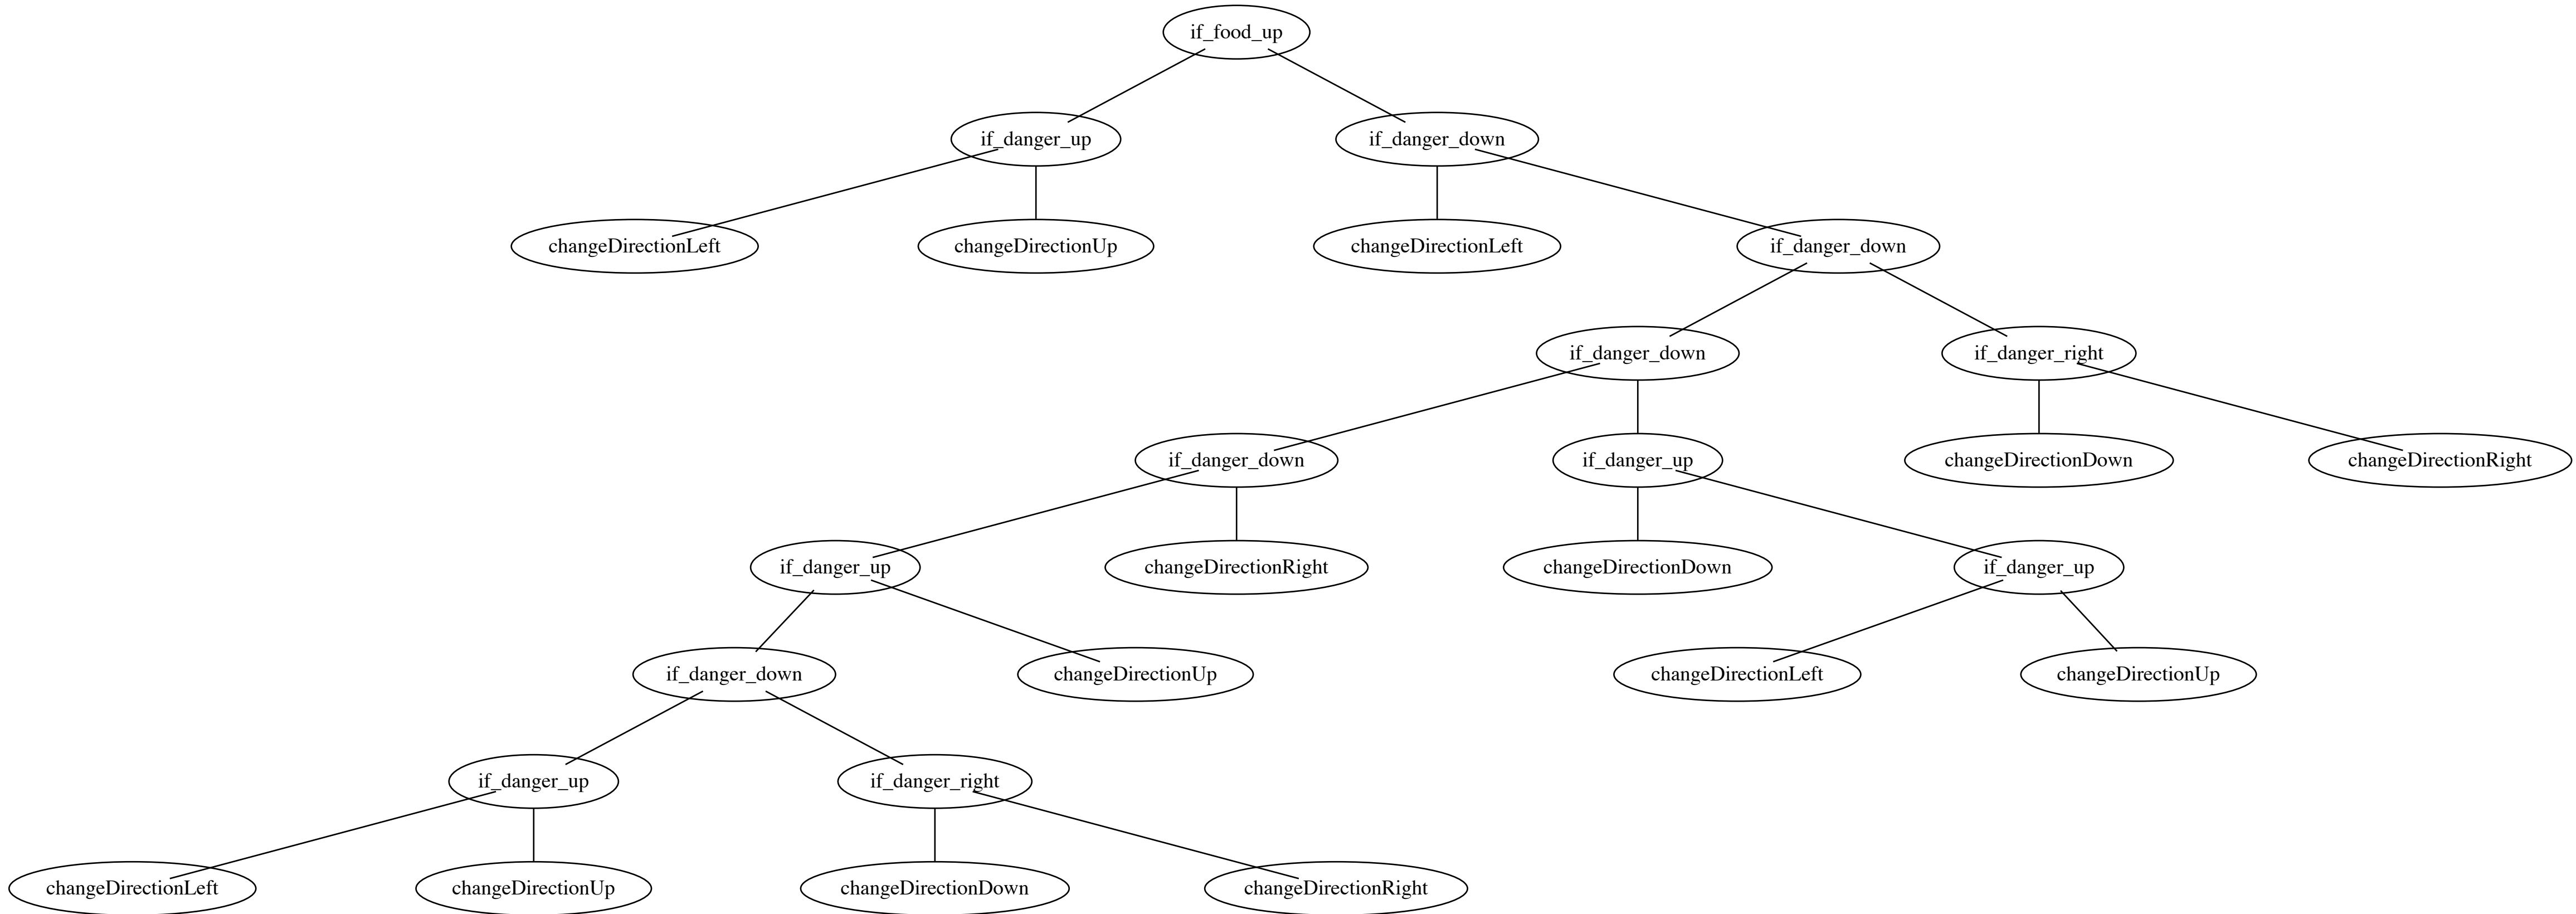 if_food_up
if_danger_up
if_danger_down
changeDirectionLeft
changeDirectionUp
changeDirectionLeft
if_danger_down
if_danger_down
if_danger_right
if_danger_down
if_danger_up
changeDirectionDown
changeDirectionRight
if_danger_up
changeDirectionRight
changeDirectionDown
if_danger_up
if_danger_down
changeDirectionUp
changeDirectionLeft
changeDirectionUp
if_danger_up
if_danger_right
changeDirectionLeft
changeDirectionUp
changeDirectionDown
changeDirectionRight